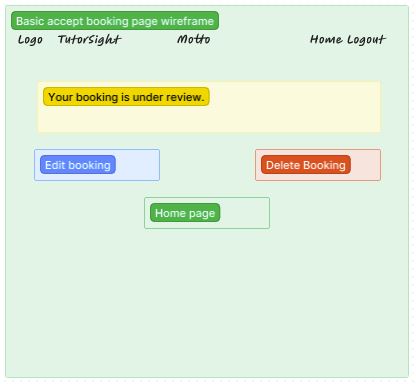 Basic accept booking page wireframe
Logo TutorSight Motto Home Logout
Your booking is under review.
Edit booking Delete Booking
Home page